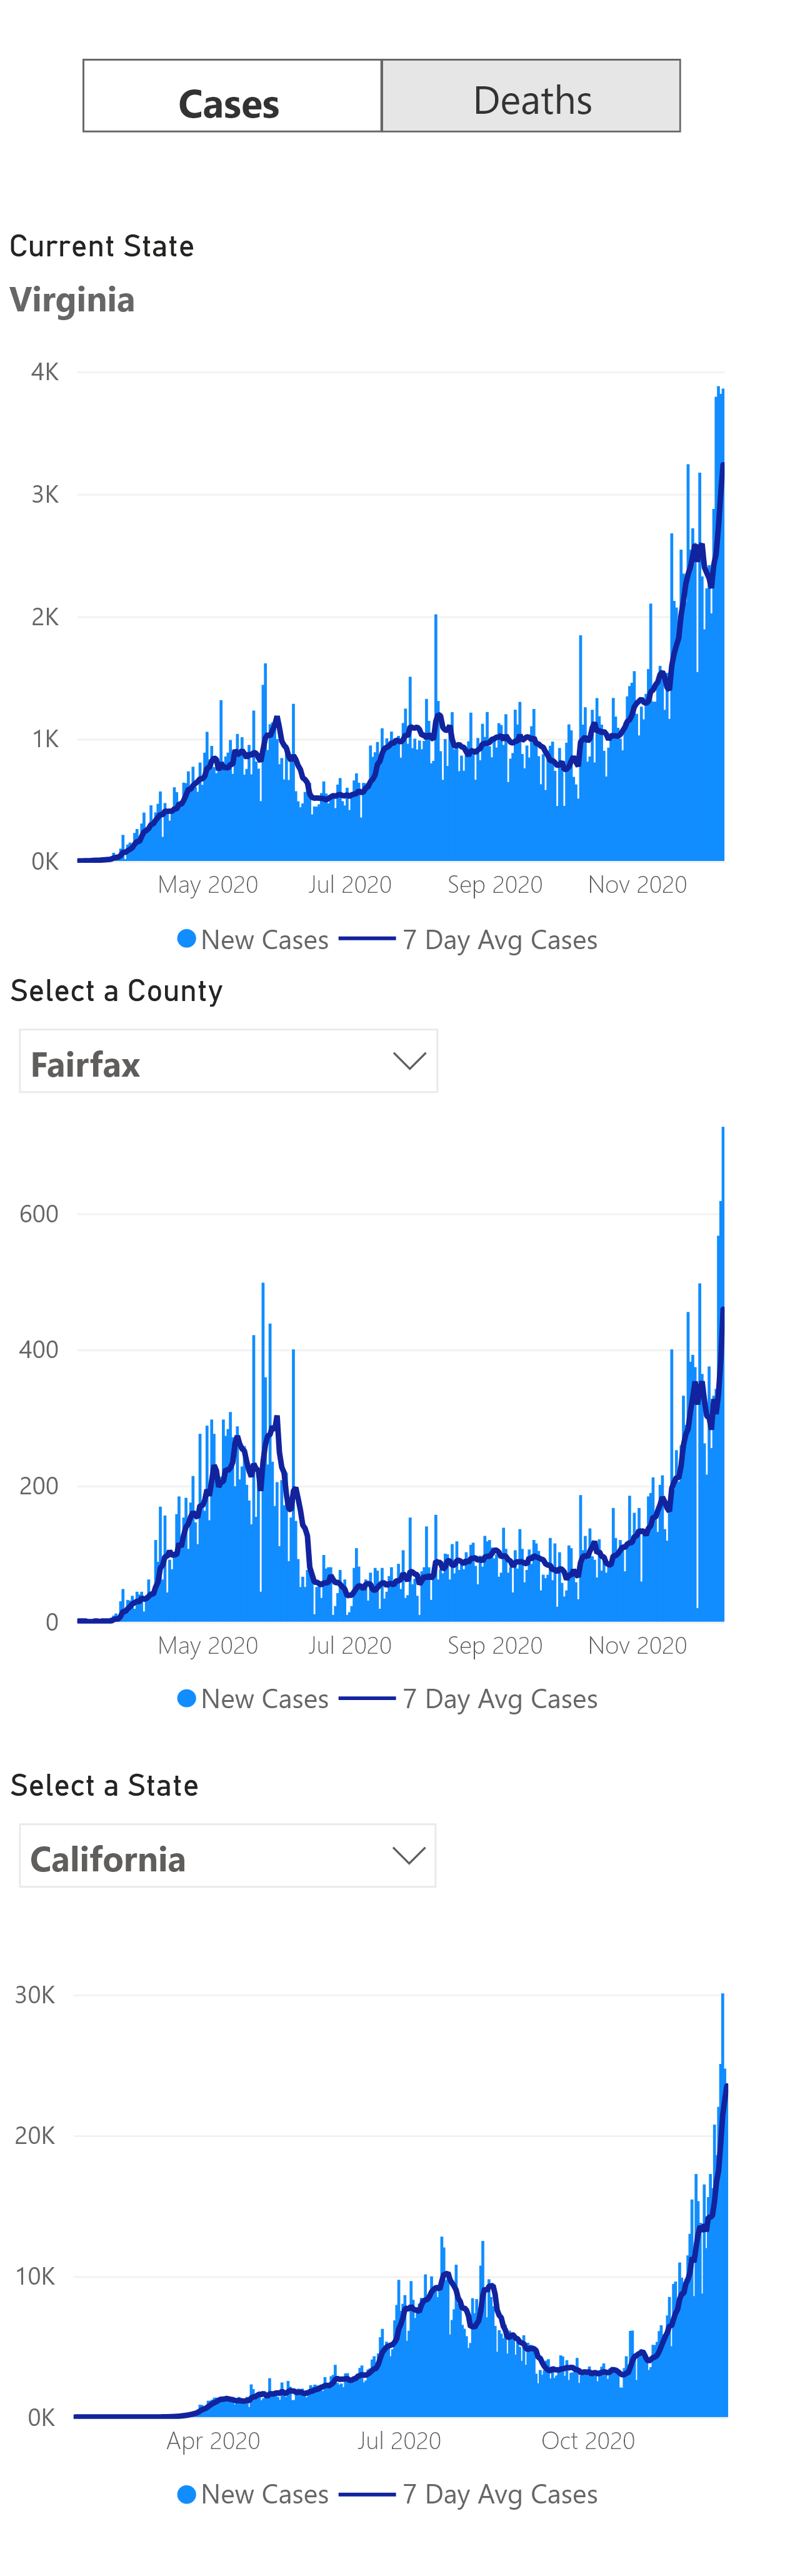 Cases Deaths
Current State
Virginia
4K
3K
2K
1K
0K
May 2020 Jul 2020 Sep 2020 Nov 2020
New Cases 7 Day Avg Cases
Select a County
Fairfax
600
400
200
0
May 2020 Jul 2020 Sep 2020 Nov 2020
New Cases 7 Day Avg Cases
Select a State
California
30K
20K
10K
0K
Apr 2020 Jul 2020 Oct 2020
New Cases 7 Day Avg Cases